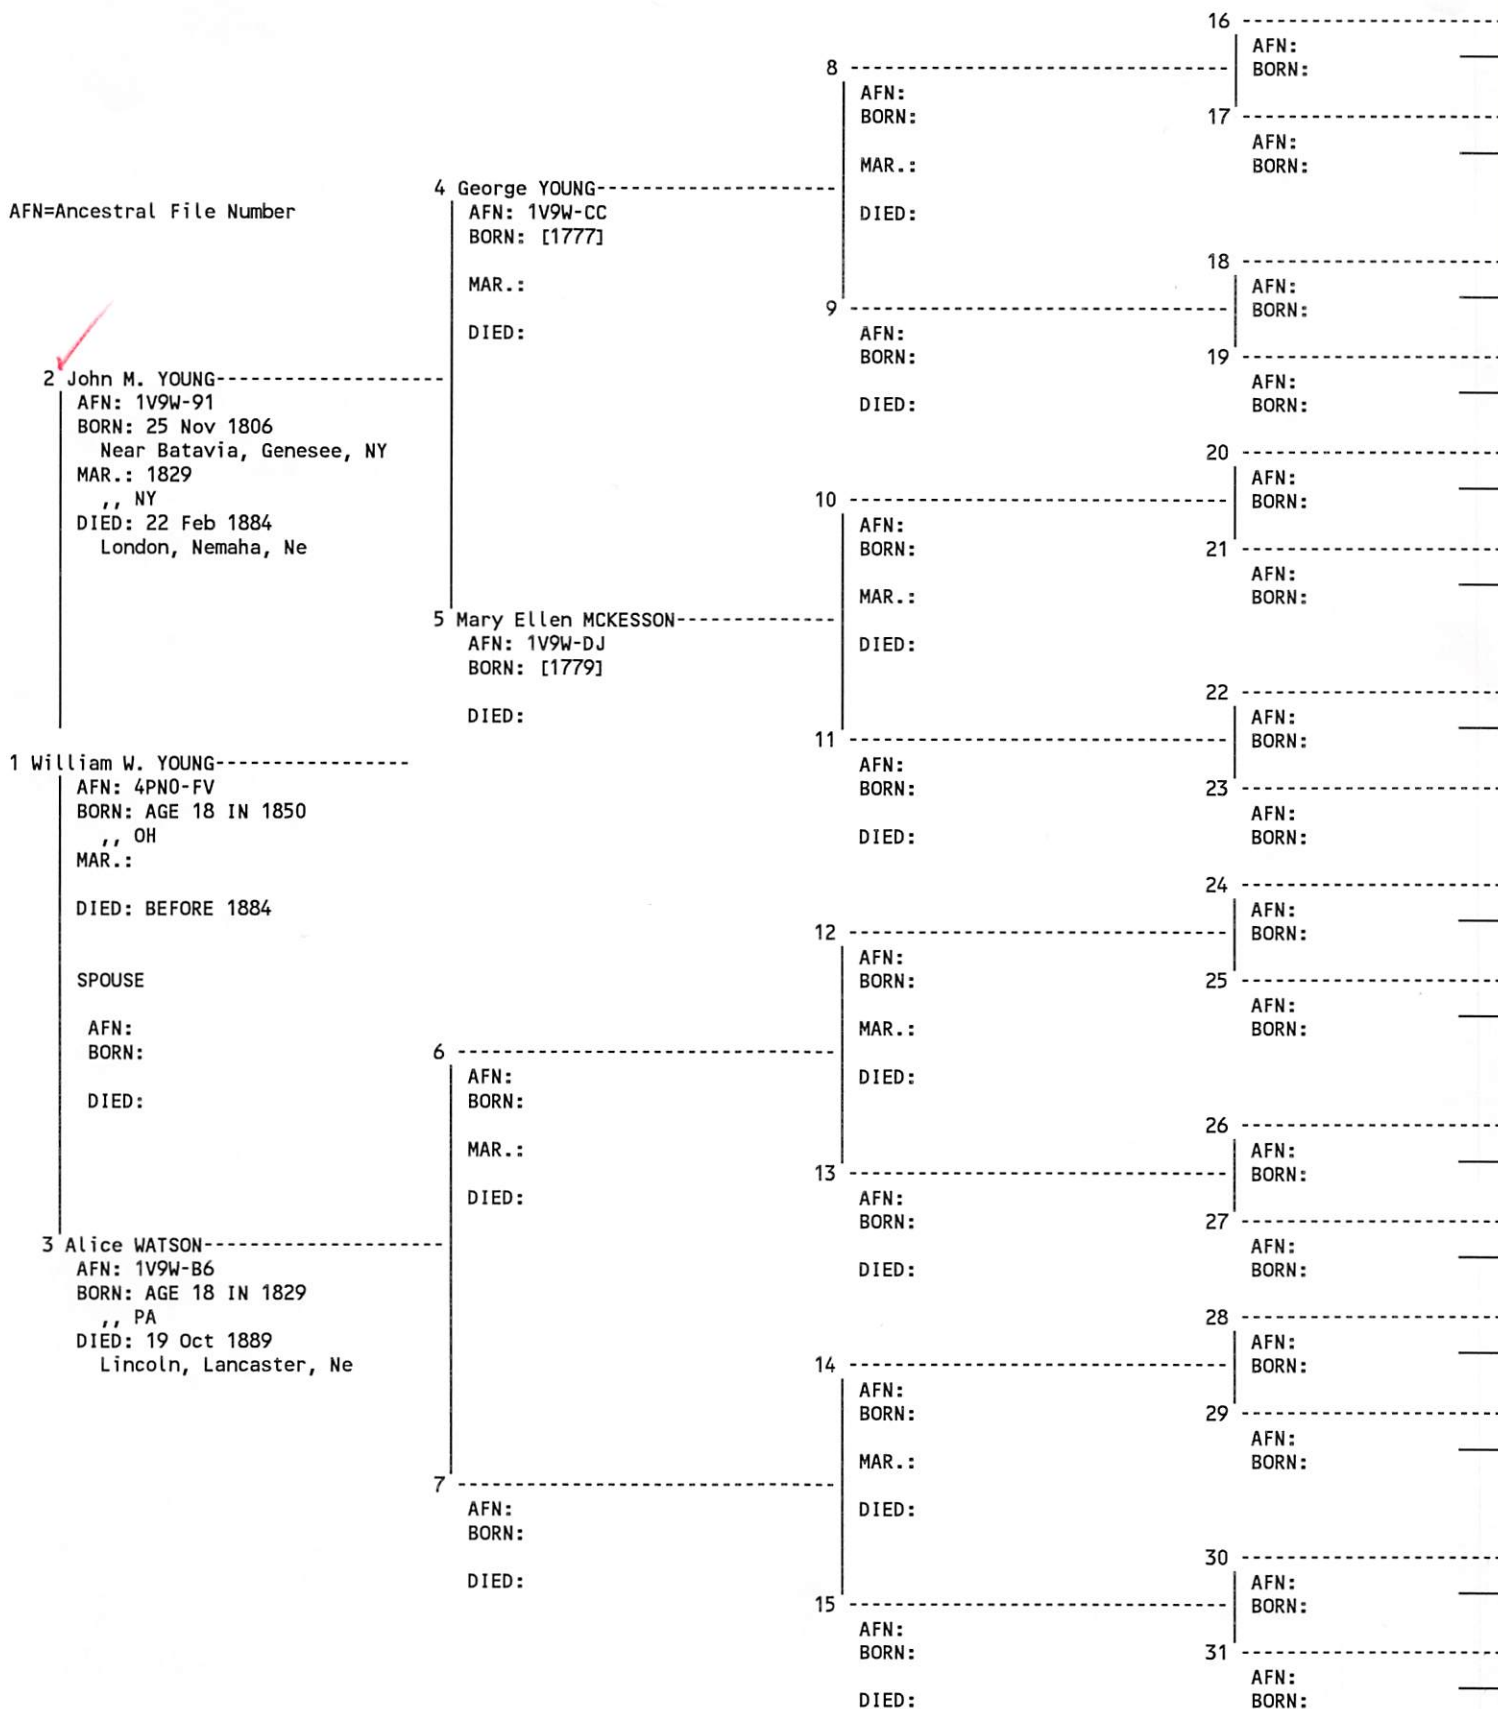 AFN=Ancestral File Number
2 John M. YOUNG
AFN: 1V9W-91
BORN: 25 Nov 1806
Near Batavia, Genesee, NY
MAR.: 1829
,, NY
DIED: 22 Feb 1884
London, Nemaha, Ne
1 William W. YOUNG
AFN: 4PN0-FV
BORN: AGE 18 IN 1850
,, OH
MAR.:
DIED: BEFORE 1884
SPOUSE
AFN:
BORN:
DIED:
3 Alice WATSON
AFN: 1V9W-B6
BORN: AGE 18 IN 1829
,, PA
DIED: 19 Oct 1889
Lincoln, Lancaster, Ne
4 George YOUNG
AFN: 1V9W-CC
BORN: [1777]
MAR.:
DIED:
5 Mary Ellen MCKESSON
AFN: 1V9W-DJ
BORN: [1779]
DIED:
6
AFN:
BORN:
MAR.:
DIED:
7
AFN:
BORN:
DIED:
8
AFN:
BORN:
MAR.:
DIED:
9
AFN:
BORN:
DIED:
10
AFN:
BORN:
MAR.:
DIED:
11
AFN:
BORN:
DIED:
12
AFN:
BORN:
MAR.:
DIED:
13
AFN:
BORN:
DIED:
14
AFN:
BORN:
MAR.:
DIED:
15
AFN:
BORN:
DIED:
16
AFN:
BORN:
17
AFN:
BORN:
18
AFN:
BORN:
19
AFN:
BORN:
20
AFN:
BORN:
21
AFN:
BORN:
22
AFN:
BORN:
23
AFN:
BORN:
24
AFN:
BORN:
25
AFN:
BORN:
26
AFN:
BORN:
27
AFN:
BORN:
28
AFN:
BORN:
29
AFN:
BORN:
30
AFN:
BORN:
31
AFN:
BORN: